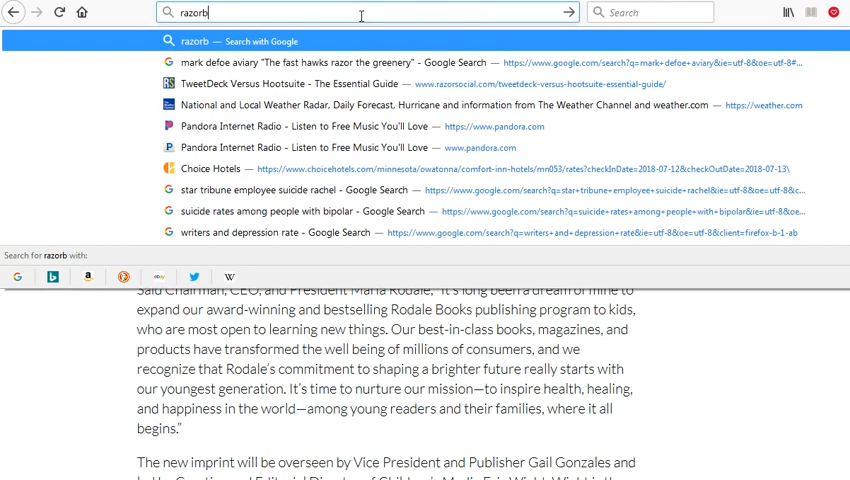 razorb
Search
razorb — Search with Google
mark defoe aviary "The fast hawks razor the greenery" - Google Search — https://www.google.com/search?q=mark+defoe+aviary&ie=utf-8&oe=utf-8#...
TweetDeck Versus Hootsuite - The Essential Guide — www.razorsocial.com/tweetdeck-versus-hootsuite-essential-guide/
National and Local Weather Radar, Daily Forecast, Hurricane and information from The Weather Channel and weather.com — https://weather.com
Pandora Internet Radio - Listen to Free Music You'll Love — https://www.pandora.com
Pandora Internet Radio - Listen to Free Music You'll Love — www.pandora.com
Choice Hotels — https://www.choicehotels.com/minnesota/owatonna/comfort-inn-hotels/mn053/rates?checkInDate=2018-07-12&checkOutDate=2018-07-13\
star tribune employee suicide rachel - Google Search — https://www.google.com/search?q=star+tribune+employee+suicide+rachel&ie=utf-8&oe=utf-8&c...
suicide rates among people with bipolar - Google Search — https://www.google.com/search?q=suicide+rates+among+people+with+bipolar&ie=utf-8&oe...
writers and depression rate - Google Search — https://www.google.com/search?q=writers+and+depression+rate&ie=utf-8&oe=utf-8&client=firefox-b-1-ab
Search for razorb with:
Said Chairman, CEO, and President Maria Rodale, "It's long been a dream of mine to
expand our award-winning and bestselling Rodale Books publishing program to kids,
who are most open to learning new things. Our best-in-class books, magazines, and
products have transformed the well being of millions of consumers, and we
recognize that Rodale's commitment to shaping a brighter future really starts with
our youngest generation. It's time to nurture our mission—to inspire health, healing,
and happiness in the world—among young readers and their families, where it all
begins."
The new imprint will be overseen by Vice President and Publisher Gail Gonzales and